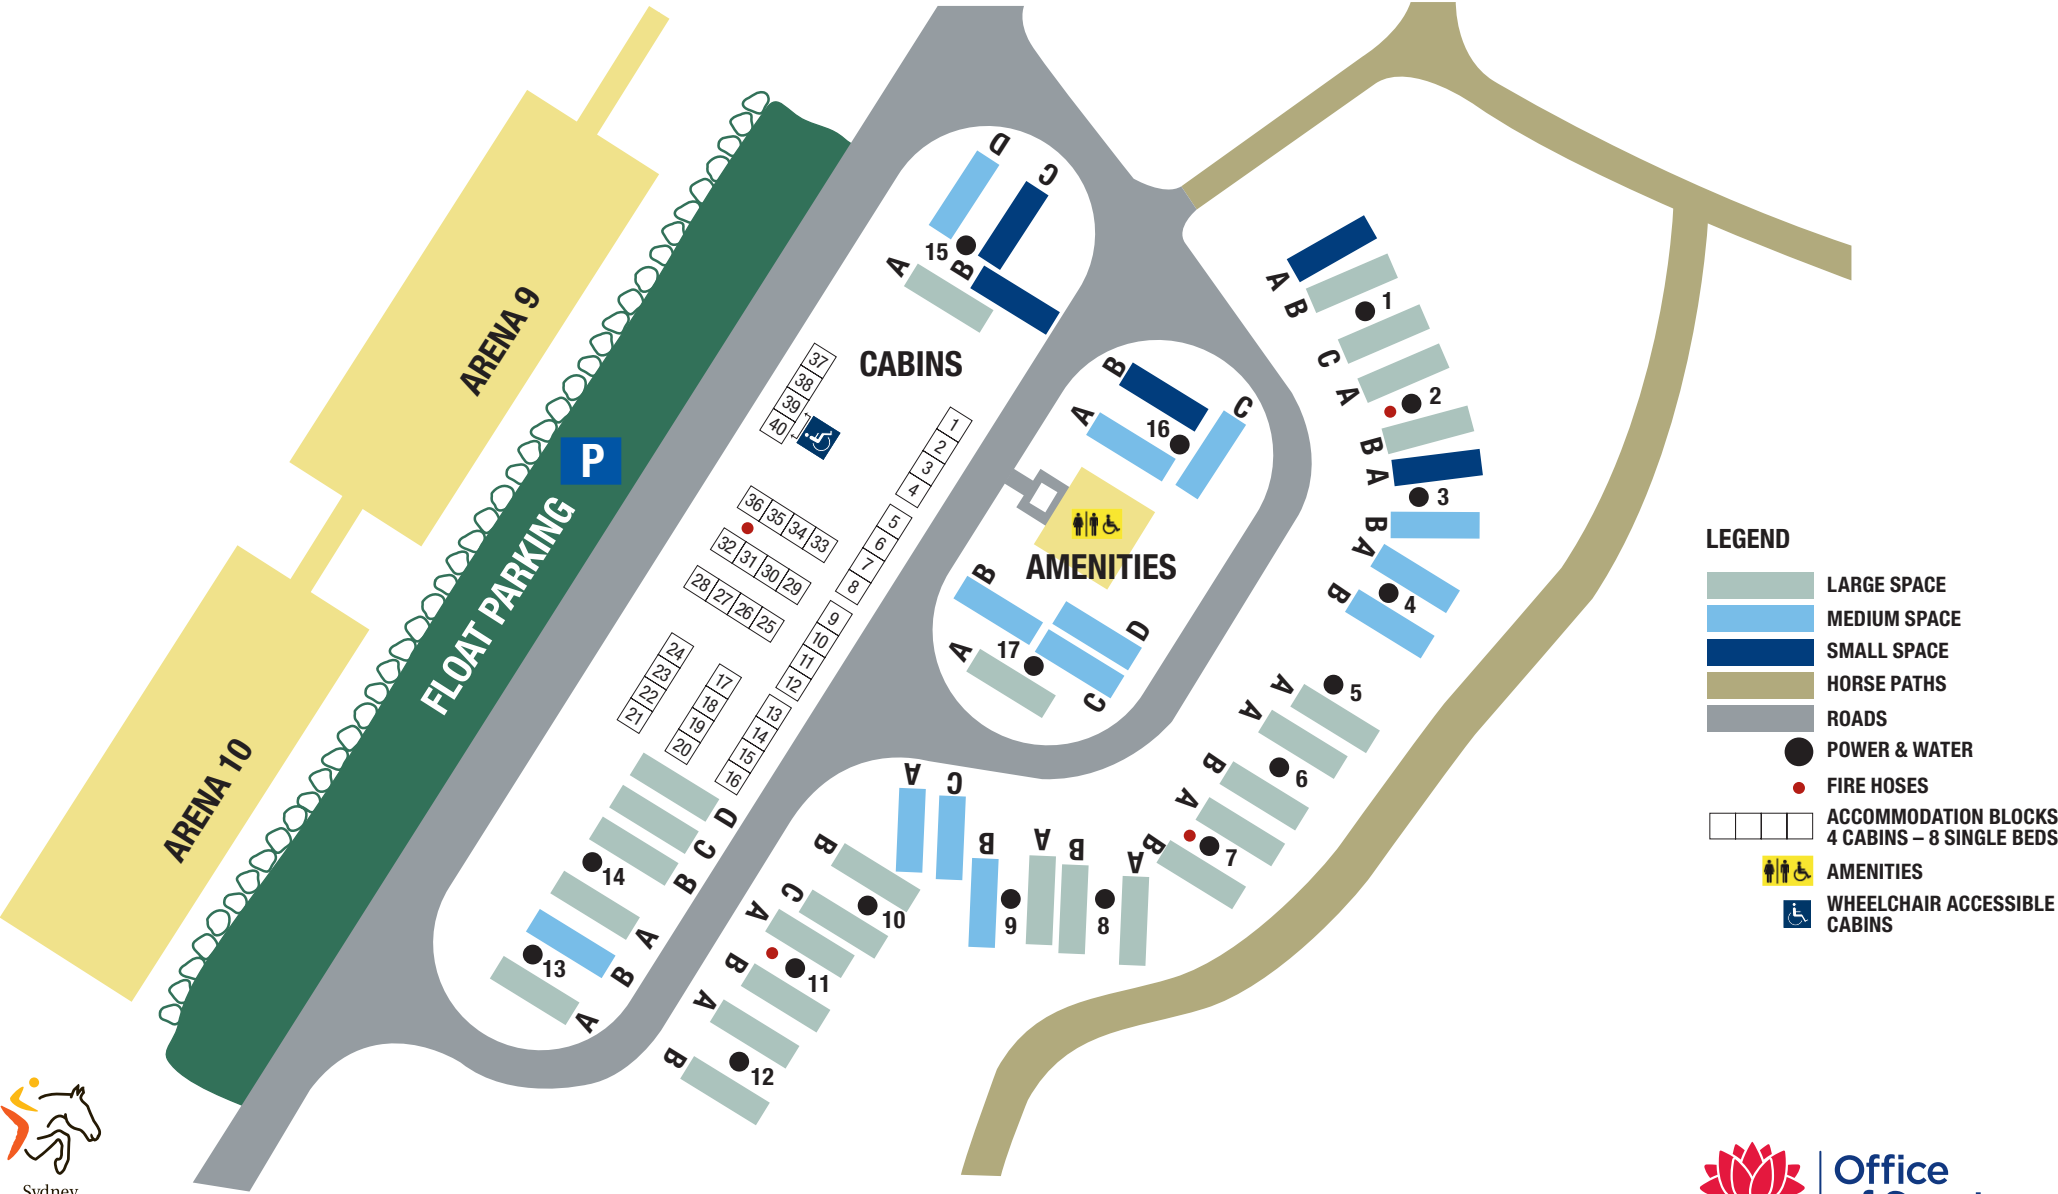 ARENA 9
ARENA 10
FLOAT PARKING
P
CABINS
D
C
15
A
B
37
38
39
40
1
2
3
4
5
6
7
8
9
10
11
12
13
14
15
16
36 35 34 33
32 31 30 29
28 27 26 25
24
23
22
21
17
18
19
20
B
A
16
C
AMENITIES
B
A
17
D
C
A
B
1
C
A
2
B
A
3
B
A
4
B
A
5
A
6
B
A
7
B
A
C
B
9
A
B
8
A
B
10
C
A
11
B
A
12
B
D
C
B
14
A
13
B
A
LEGEND
LARGE SPACE
MEDIUM SPACE
SMALL SPACE
HORSE PATHS
ROADS
POWER & WATER
FIRE HOSES
ACCOMMODATION BLOCKS
4 CABINS – 8 SINGLE BEDS
AMENITIES
WHEELCHAIR ACCESSIBLE
CABINS
Sydney
Office